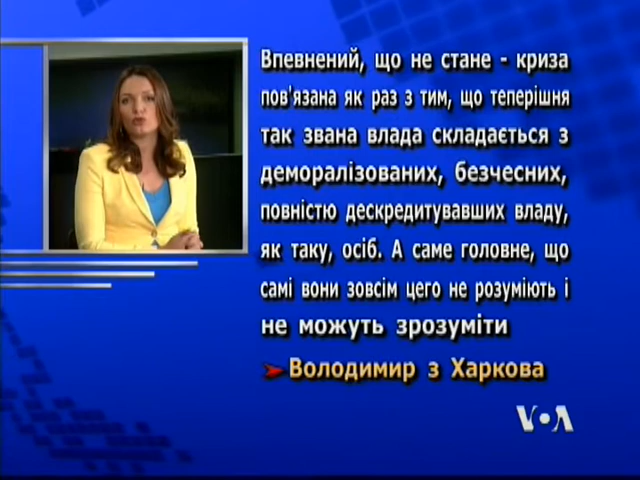 Впевнений, що не стане - криза
пов'язана як раз з тим, що теперішня
так звана влада складається з
деморалізованих, безчесних,
повністю дескредитувавших владу,
як таку, осіб. А саме головне, що
самі вони зовсім цего не розуміють і
не можуть зрозуміти
Володимир з Харкова
VOA